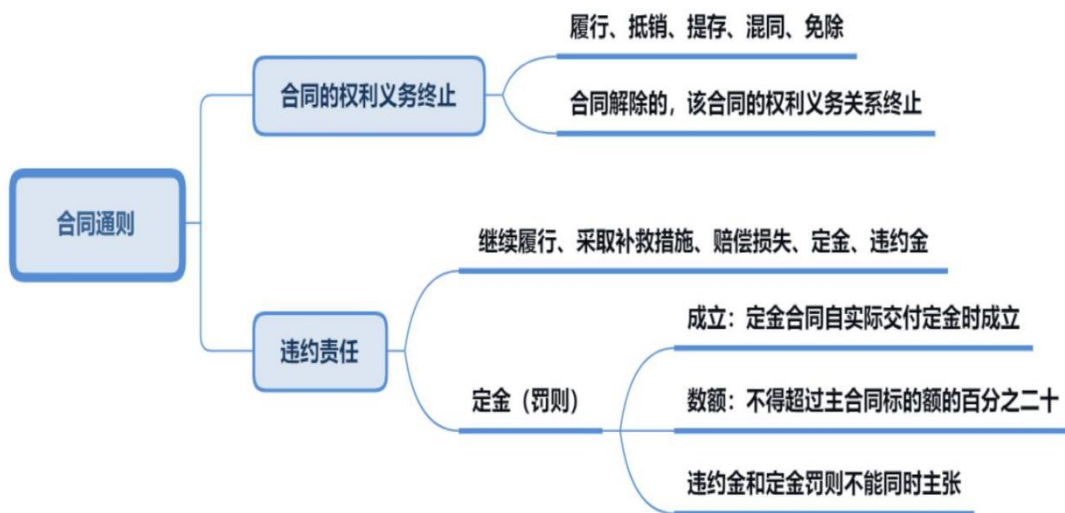 合同通则
合同的权利义务终止
履行、抵销、提存、混同、免除
合同解除的，该合同的权利义务关系终止
违约责任
继续履行、采取补救措施、赔偿损失、定金、违约金
定金（罚则）
成立：定金合同自实际交付定金时成立
数额：不得超过主合同标的额的百分之二十
违约金和定金罚则不能同时主张